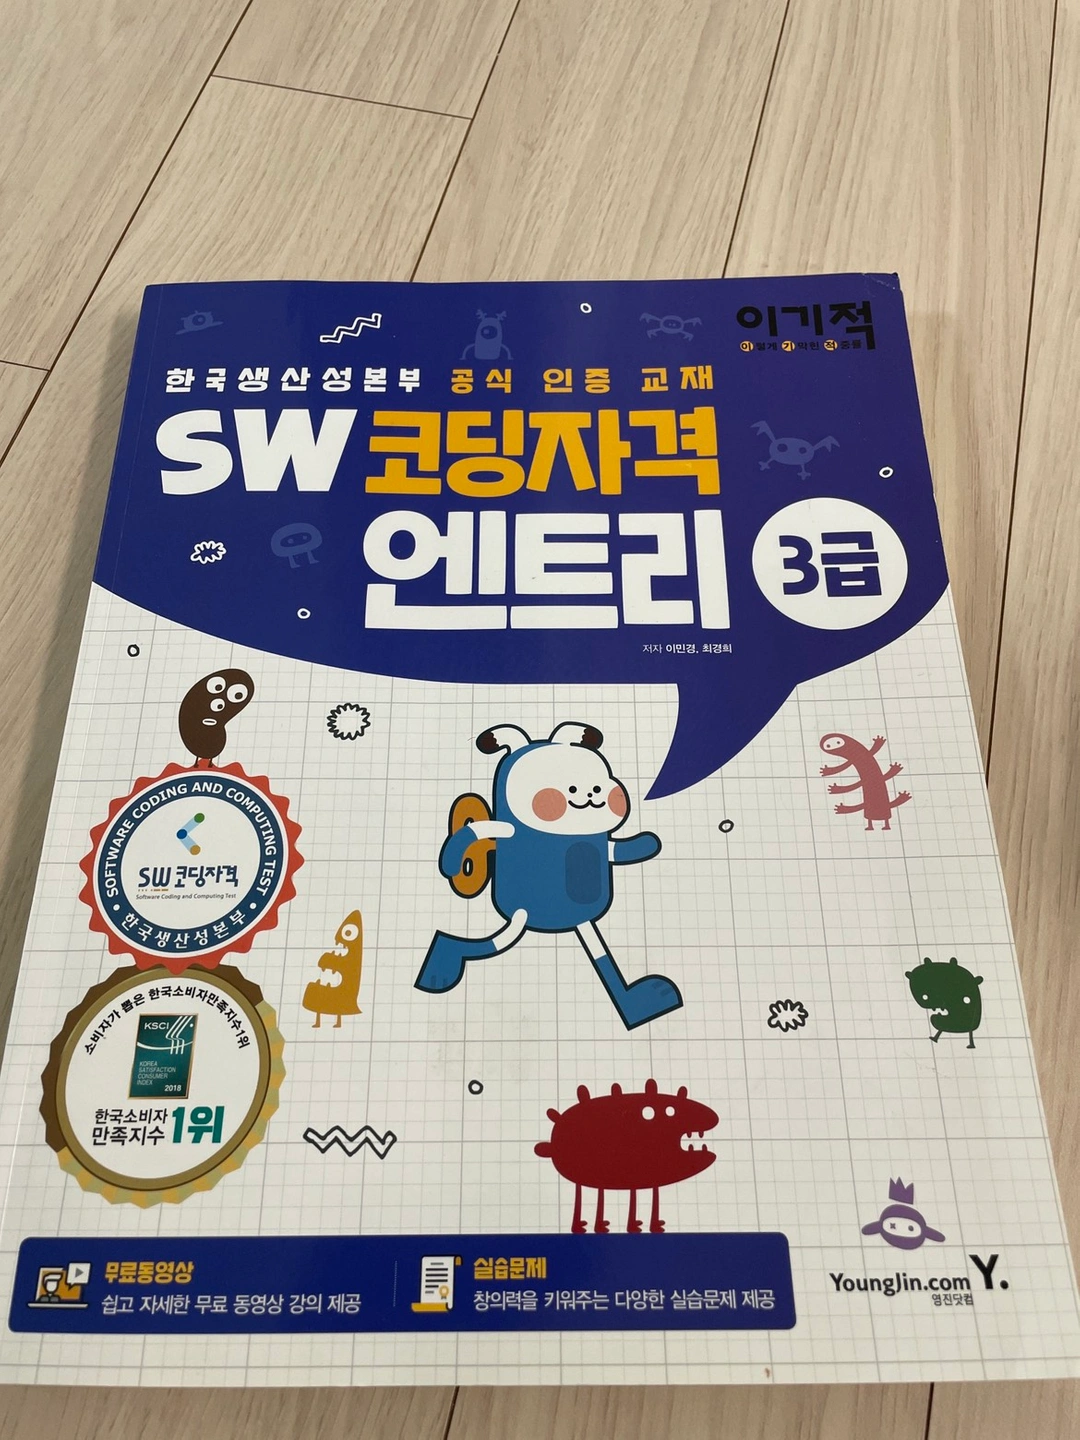 이기적
이렇게 기막힌 적중률
한국생산성본부 공식 인증 교재
SW 코딩자격
엔트리 3급
저자 이민경, 최경희
SOFTWARE CODING AND COMPUTING TEST
SW 코딩자격
Software Coding and Computing Test
• 한국생산성본부 •
소비자가 뽑은 한국소비자만족지수1위
KSCI
KOREA
SATISFACTION
CONSUMER
INDEX
2018
한국소비자
만족지수 1위
무료동영상
쉽고 자세한 무료 동영상 강의 제공
실습문제
창의력을 키워주는 다양한 실습문제 제공
YoungJin.com Y.
영진닷컴